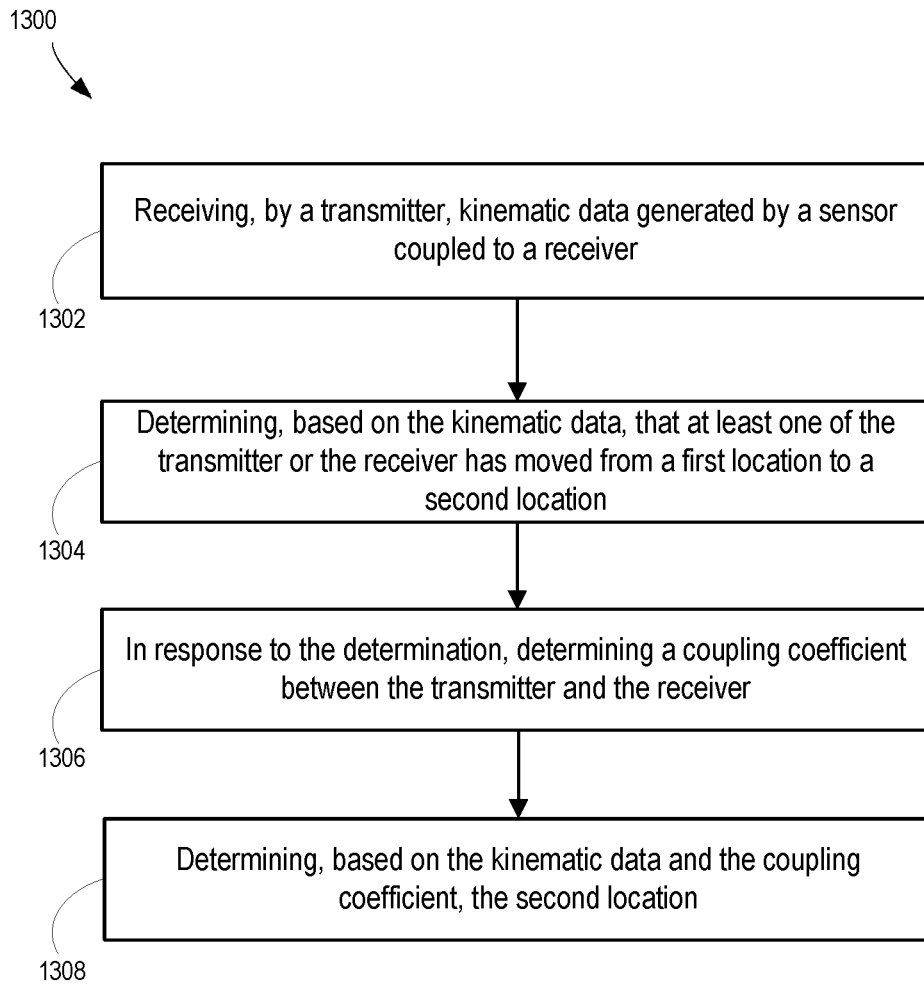 1300
Receiving, by a transmitter, kinematic data generated by a sensor
coupled to a receiver
1302
Determining, based on the kinematic data, that at least one of the
transmitter or the receiver has moved from a first location to a
second location
1304
In response to the determination, determining a coupling coefficient
between the transmitter and the receiver
1306
Determining, based on the kinematic data and the coupling
coefficient, the second location
1308